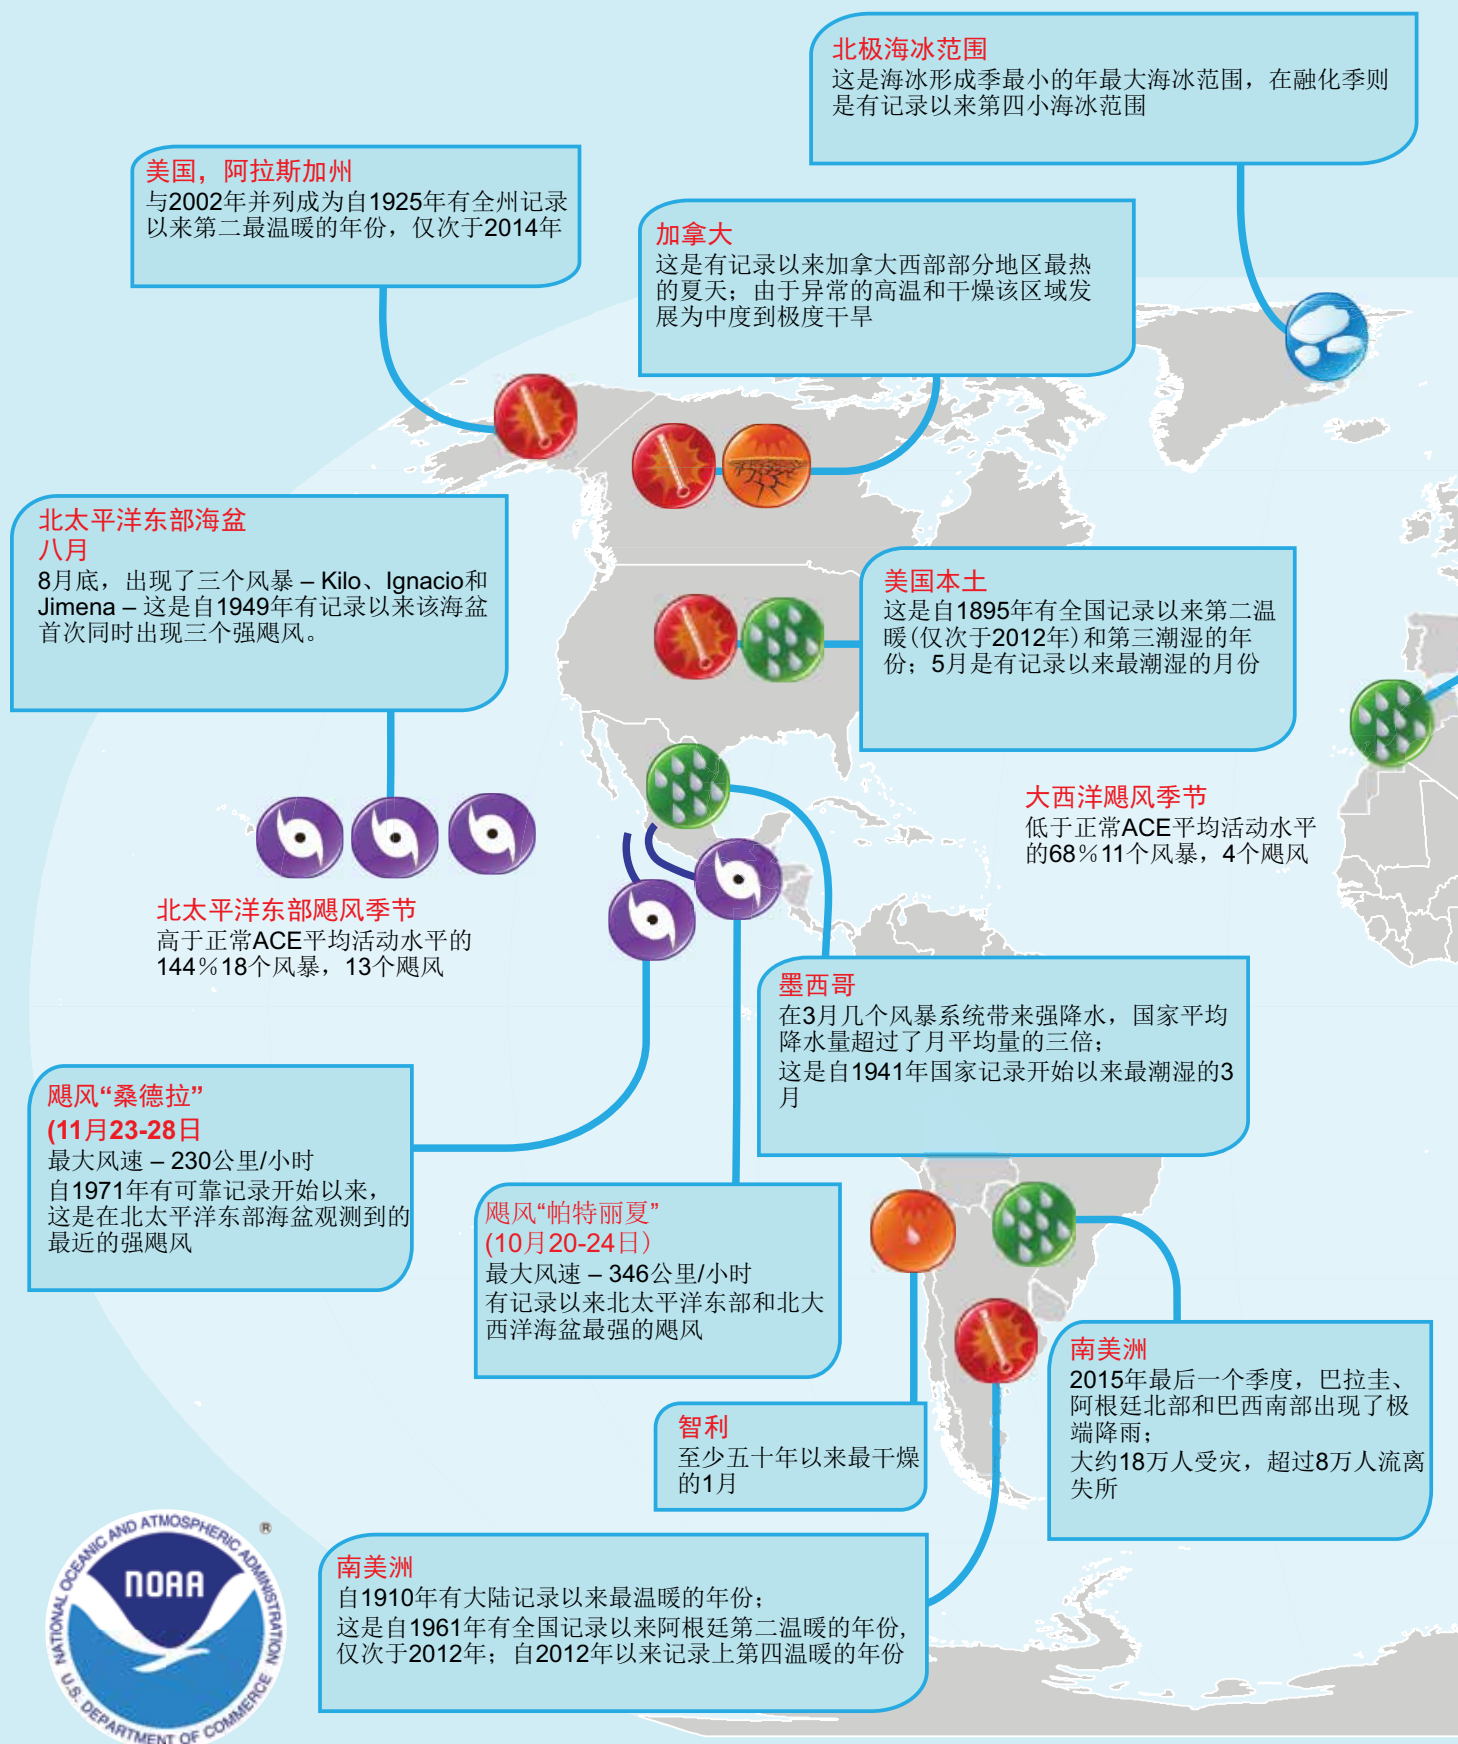 北极海冰范围
这是海冰形成季最小的年最大海冰范围，在融化季则
是有记录以来第四小海冰范围
美国，阿拉斯加州
与2002年并列成为自1925年有全州记录
以来第二最温暖的年份，仅次于2014年
加拿大
这是有记录以来加拿大西部部分地区最热
的夏天；由于异常的高温和干燥该区域发
展为中度到极度干旱
北太平洋东部海盆
八月
8月底，出现了三个风暴 – Kilo、Ignacio和
Jimena – 这是自1949年有记录以来该海盆
首次同时出现三个强飓风。
美国本土
这是自1895年有全国记录以来第二温
暖(仅次于2012年)和第三潮湿的年
份；5月是有记录以来最潮湿的月份
大西洋飓风季节
低于正常ACE平均活动水平
的68％11个风暴，4个飓风
北太平洋东部飓风季节
高于正常ACE平均活动水平的
144％18个风暴，13个飓风
墨西哥
在3月几个风暴系统带来强降水，国家平均
降水量超过了月平均量的三倍；
这是自1941年国家记录开始以来最潮湿的3
月
飓风“桑德拉”
(11月23-28日
最大风速 – 230公里/小时
自1971年有可靠记录开始以来，
这是在北太平洋东部海盆观测到的
最近的强飓风
飓风“帕特丽夏”
(10月20-24日）
最大风速 – 346公里/小时
有记录以来北太平洋东部和北大
西洋海盆最强的飓风
南美洲
2015年最后一个季度，巴拉圭、
阿根廷北部和巴西南部出现了极
端降雨；
大约18万人受灾，超过8万人流离
失所
智利
至少五十年以来最干燥
的1月
南美洲
自1910年有大陆记录以来最温暖的年份；
这是自1961年有全国记录以来阿根廷第二温暖的年份,
仅次于2012年；自2012年以来记录上第四温暖的年份
NATIONAL OCEANIC AND ATMOSPHERIC ADMINISTRATION
®
NOAA
U.S. DEPARTMENT OF COMMERCE